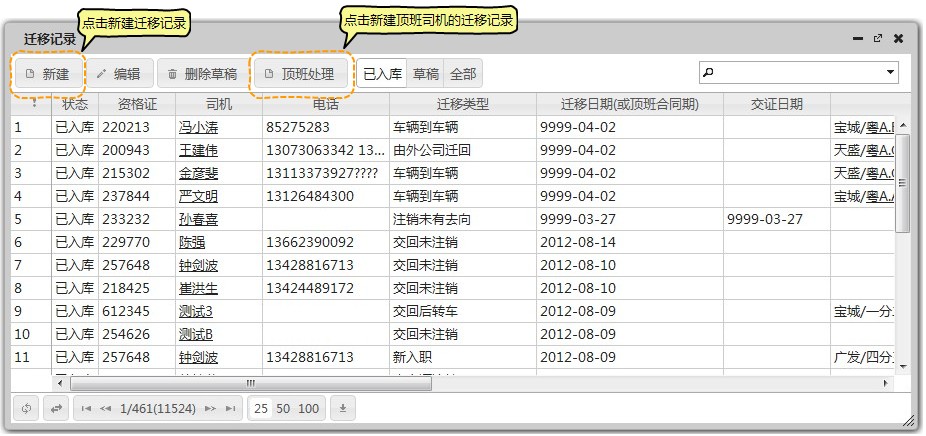 点击新建迁移记录
点击新建顶班司机的迁移记录
迁移记录
新建 编辑 删除草稿 顶班处理 已入库 草稿 全部
! 状态 资格证 司机 电话 迁移类型 迁移日期(或顶班合同期) 交证日期
1 已入库 220213 冯小涛 85275283 车辆到车辆 9999-04-02 宝城/粤A.
2 已入库 200943 王建伟 13073063342 13... 由外公司迁回 9999-04-02 天盛/粤A.
3 已入库 215302 金彦斐 13113373927???? 车辆到车辆 9999-04-02 天盛/粤A.
4 已入库 237844 严文明 13126484300 车辆到车辆 9999-04-02 宝城/粤A.
5 已入库 233232 孙春喜 注销未有去向 9999-03-27 9999-03-27
6 已入库 229770 陈强 13662390092 交回未注销 2012-08-14
7 已入库 257648 钟剑波 13428816713 交回未注销 2012-08-10
8 已入库 218425 崔洪生 13424489172 交回未注销 2012-08-10
9 已入库 612345 测试3 交回后转车 2012-08-09 宝城/一分
10 已入库 254626 测试B 交回未注销 2012-08-09
11 已入库 257648 钟剑波 13428816713 新入职 2012-08-09 广发/四分
1/461(11524) 25 50 100